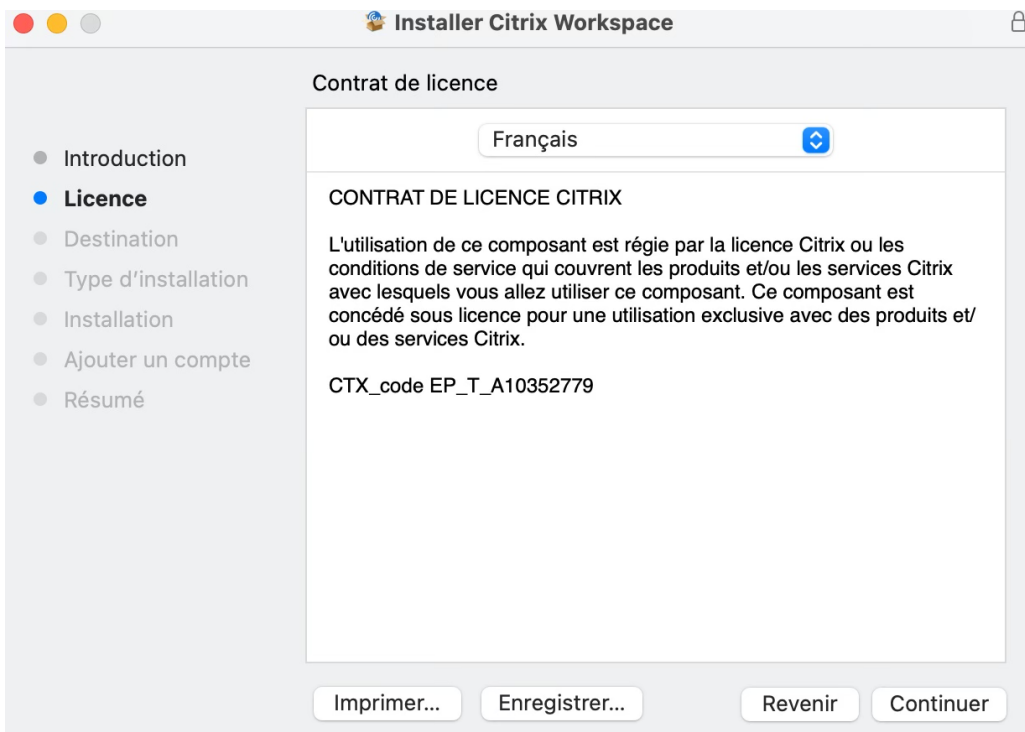 Installer Citrix Workspace
Contrat de licence
Introduction
Licence
Destination
Type d’installation
Installation
Ajouter un compte
Résumé
Français
CONTRAT DE LICENCE CITRIX
L'utilisation de ce composant est régie par la licence Citrix ou les
conditions de service qui couvrent les produits et/ou les services Citrix
avec lesquels vous allez utiliser ce composant. Ce composant est
concédé sous licence pour une utilisation exclusive avec des produits et/
ou des services Citrix.
CTX_code EP_T_A10352779
Imprimer...
Enregistrer...
Revenir
Continuer